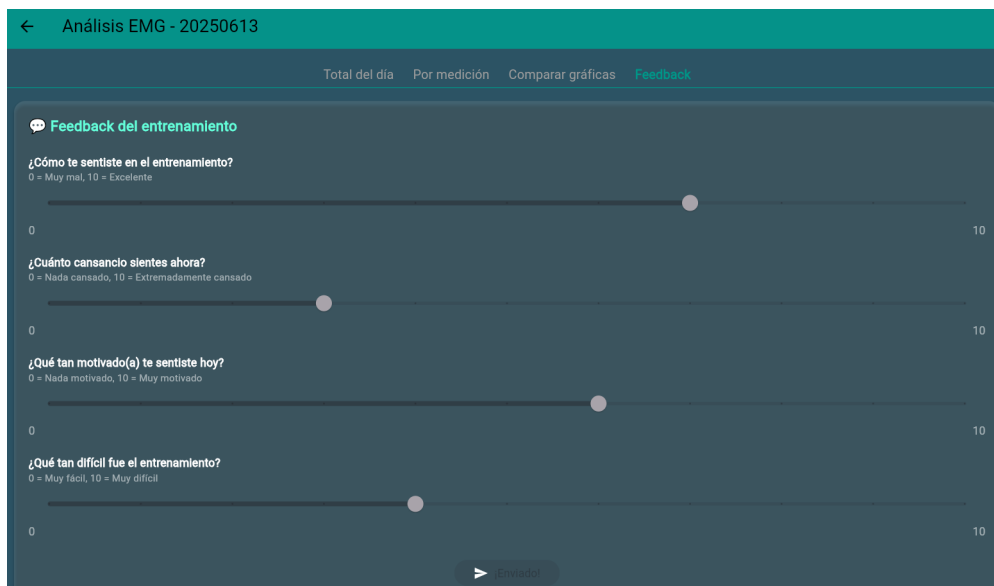 Análisis EMG - 20250613
Total del día Por medición Comparar gráficas Feedback
Feedback del entrenamiento
¿Cómo te sentiste en el entrenamiento?
0 = Muy mal, 10 = Excelente
0 10
¿Cuánto cansancio sientes ahora?
0 = Nada cansado, 10 = Extremadamente cansado
0 10
¿Qué tan motivado(a) te sentiste hoy?
0 = Nada motivado, 10 = Muy motivado
0 10
¿Qué tan difícil fue el entrenamiento?
0 = Muy fácil, 10 = Muy difícil
0 10
¡Enviado!